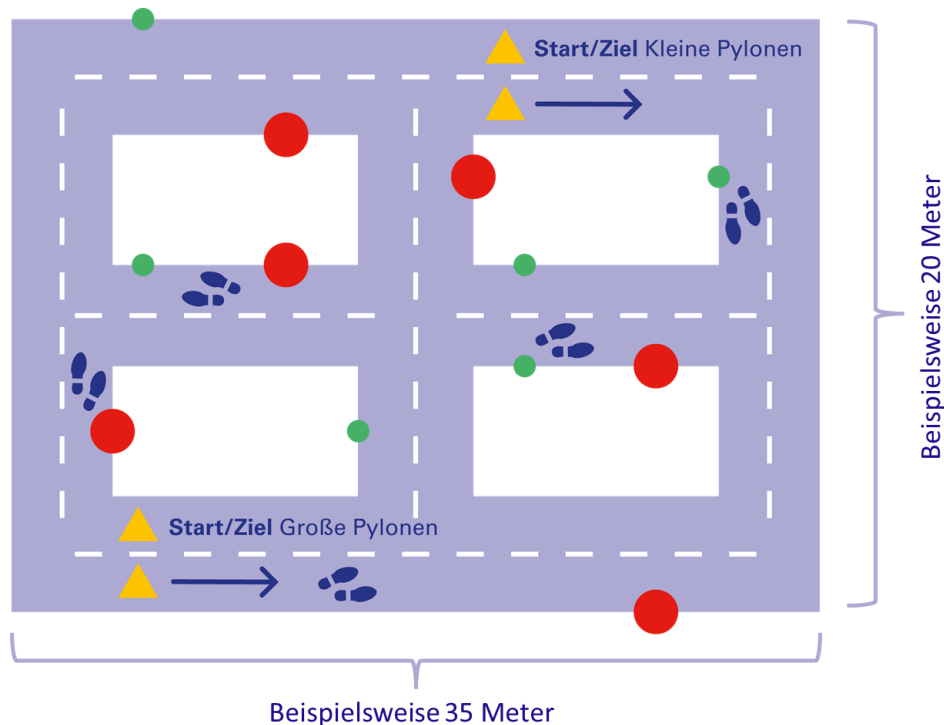 Start/Ziel Kleine Pylonen
Beispielsweise 20 Meter
Start/Ziel Große Pylonen
Beispielsweise 35 Meter